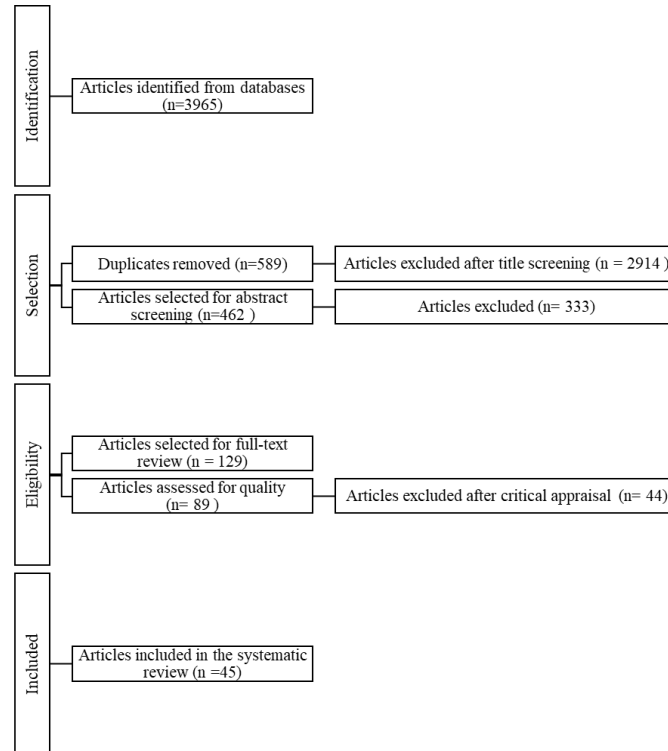 Identification
Articles identified from databases
(n=3965)
Selection
Duplicates removed (n=589)
Articles excluded after title screening (n = 2914 )
Articles selected for abstract
screening (n=462 )
Articles excluded (n= 333)
Eligibility
Articles selected for full-text
review (n = 129)
Articles assessed for quality
(n= 89 )
Articles excluded after critical appraisal (n= 44)
Included
Articles included in the systematic
review (n =45)